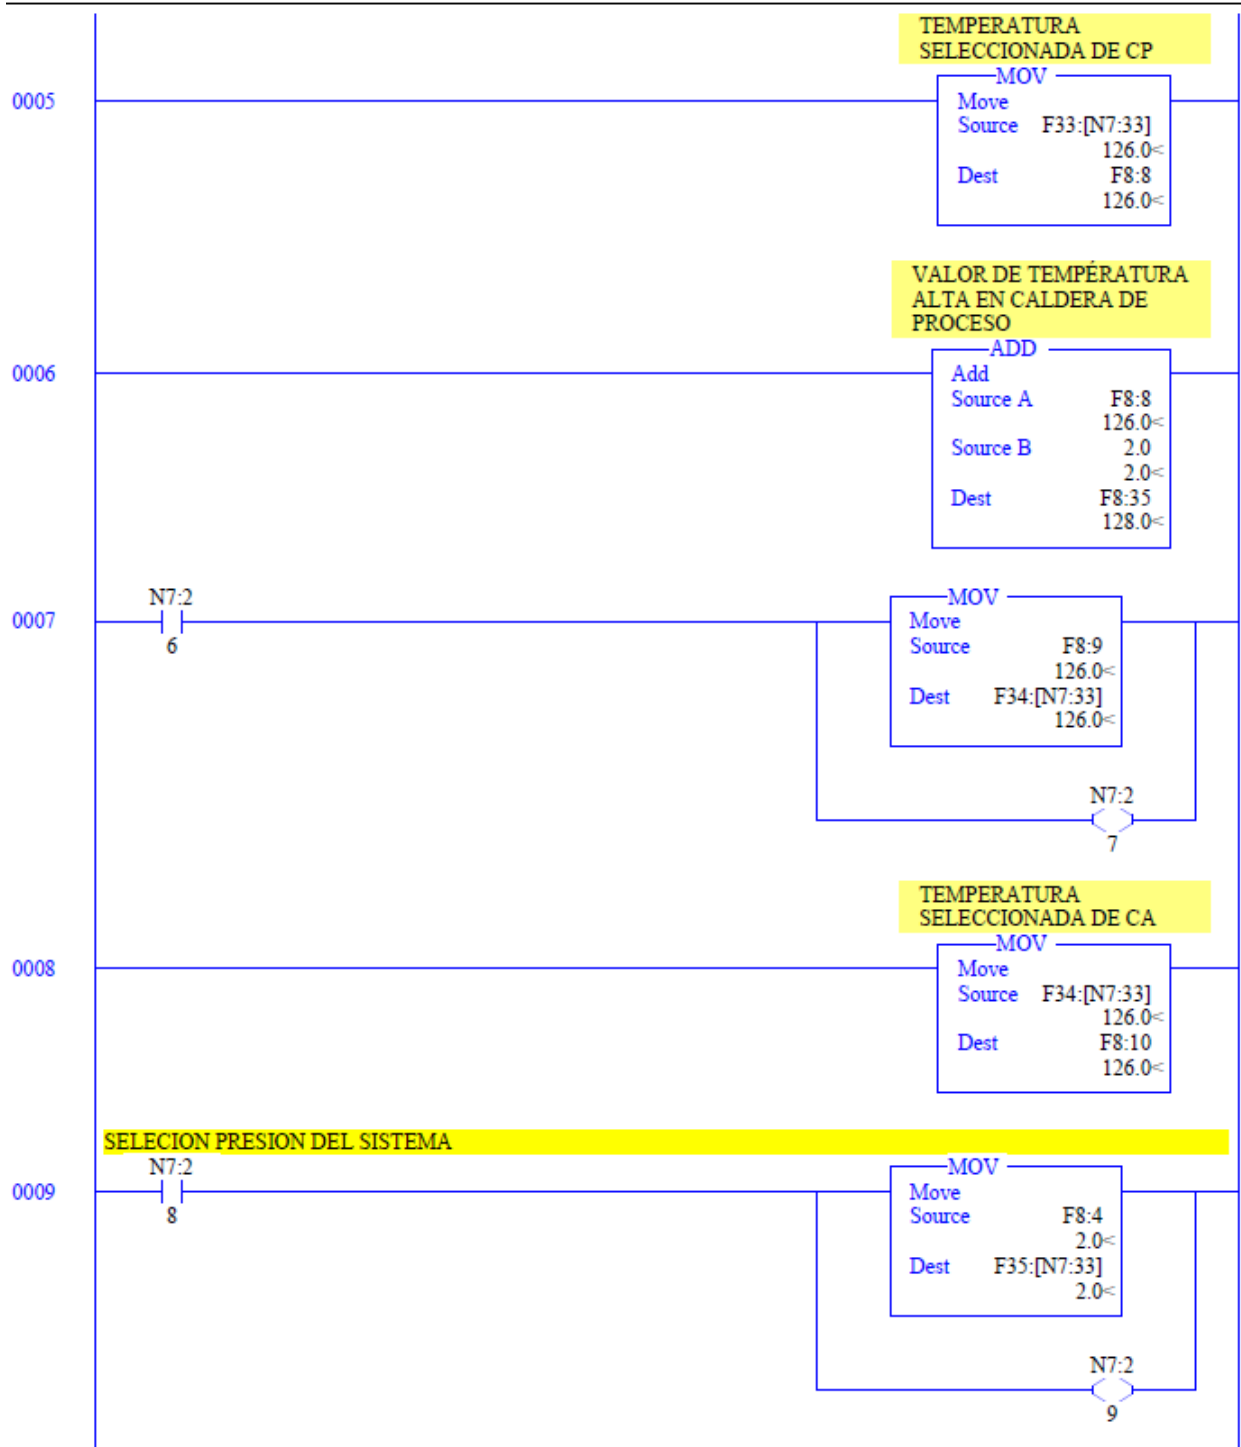 TEMPERATURA
SELECCIONADA DE CP
MOV
0005
Move
Source F33:[N7:33]
126.0<
Dest F8:8
126.0<
VALOR DE TEMPÉRATURA
ALTA EN CALDERA DE
PROCESO
ADD
0006
Add
Source A F8:8
126.0<
Source B 2.0
2.0<
Dest F8:35
128.0<
N7:2
MOV
0007
Move
6
Source F8:9
126.0<
Dest F34:[N7:33]
126.0<
N7:2
7
TEMPERATURA
SELECCIONADA DE CA
MOV
0008
Move
Source F34:[N7:33]
126.0<
Dest F8:10
126.0<
SELECION PRESION DEL SISTEMA
N7:2
MOV
0009
Move
8
Source F8:4
2.0<
Dest F35:[N7:33]
2.0<
N7:2
9